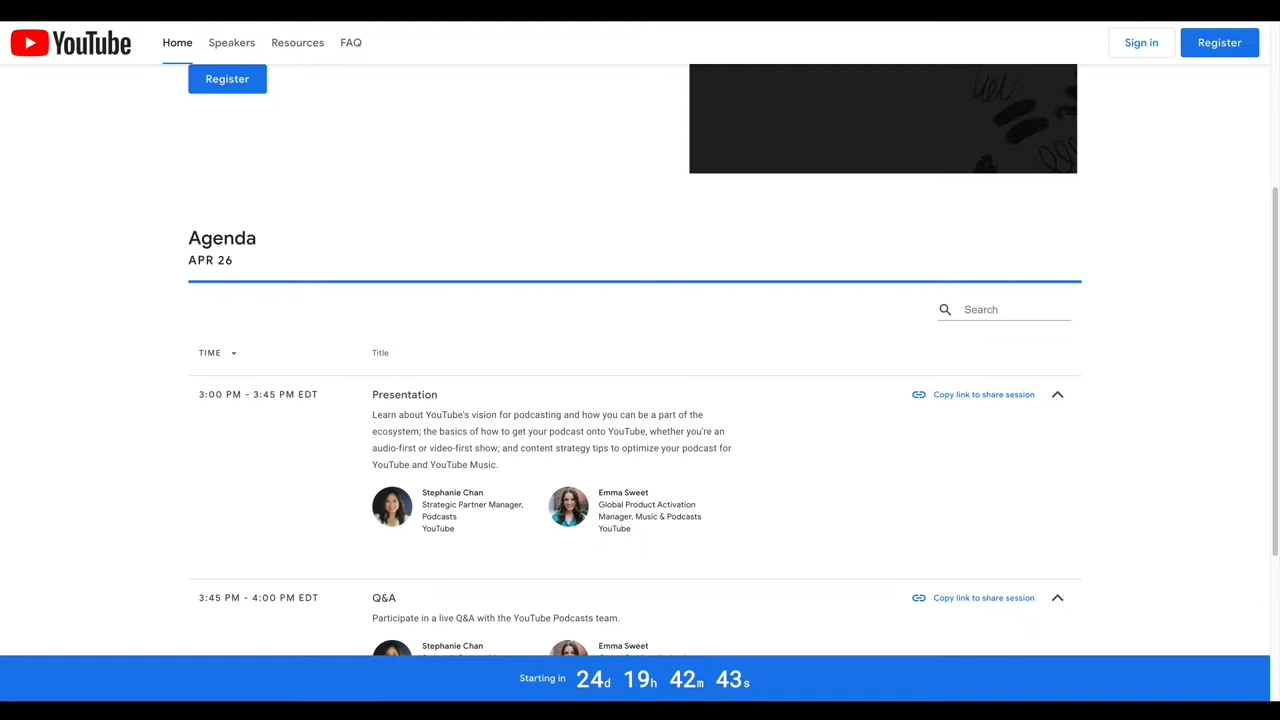 YouTube
Home Speakers Resources FAQ
Sign in Register
Register
Agenda
APR 26
Search
TIME Title
3:00 PM - 3:45 PM EDT Presentation Copy link to share session
Learn about YouTube's vision for podcasting and how you can be a part of the
ecosystem; the basics of how to get your podcast onto YouTube, whether you're an
audio-first or video-first show; and content strategy tips to optimize your podcast for
YouTube and YouTube Music.
Stephanie Chan
Strategic Partner Manager,
Podcasts
YouTube
Emma Sweet
Global Product Activation
Manager, Music & Podcasts
YouTube
3:45 PM - 4:00 PM EDT Q&A Copy link to share session
Participate in a live Q&A with the YouTube Podcasts team.
Stephanie Chan
Emma Sweet
Starting in 24d 19h 42m 43s